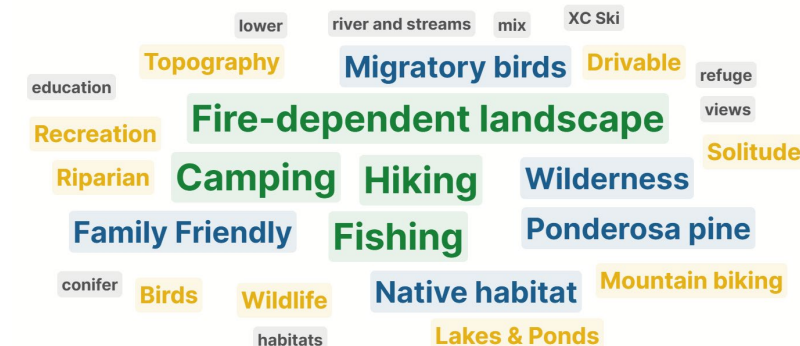 lower
river and streams
mix
XC Ski
Topography
Migratory birds
Drivable
refuge
education
Fire-dependent landscape
views
Recreation
Solitude
Riparian
Camping
Hiking
Wilderness
Family Friendly
Fishing
Ponderosa pine
conifer
Birds
Wildlife
Native habitat
Mountain biking
habitats
Lakes & Ponds